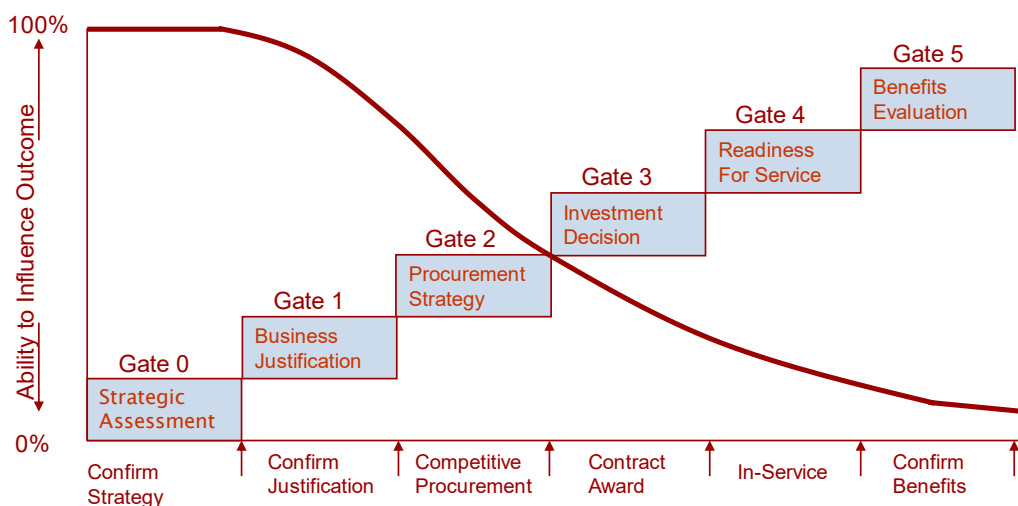 100%
Ability to Influence Outcome
0%
Gate 0
Strategic
Assessment
Gate 1
Business
Justification
Gate 2
Procurement
Strategy
Gate 3
Investment
Decision
Gate 4
Readiness
For Service
Gate 5
Benefits
Evaluation
Confirm
Strategy
Confirm
Justification
Competitive
Procurement
Contract
Award
In-Service
Confirm
Benefits